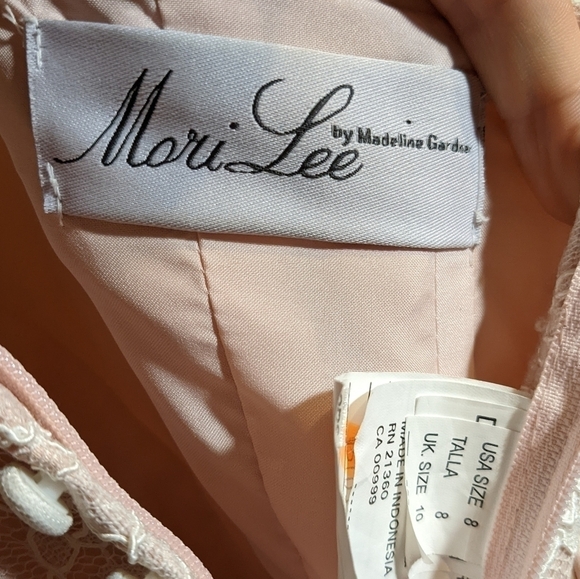 Mori Lee
by Madeline Gardne
MADE IN INDONESIA
RN 21360
CA 00999
USA SIZE 8
TALLA 8
UK. SIZE 10